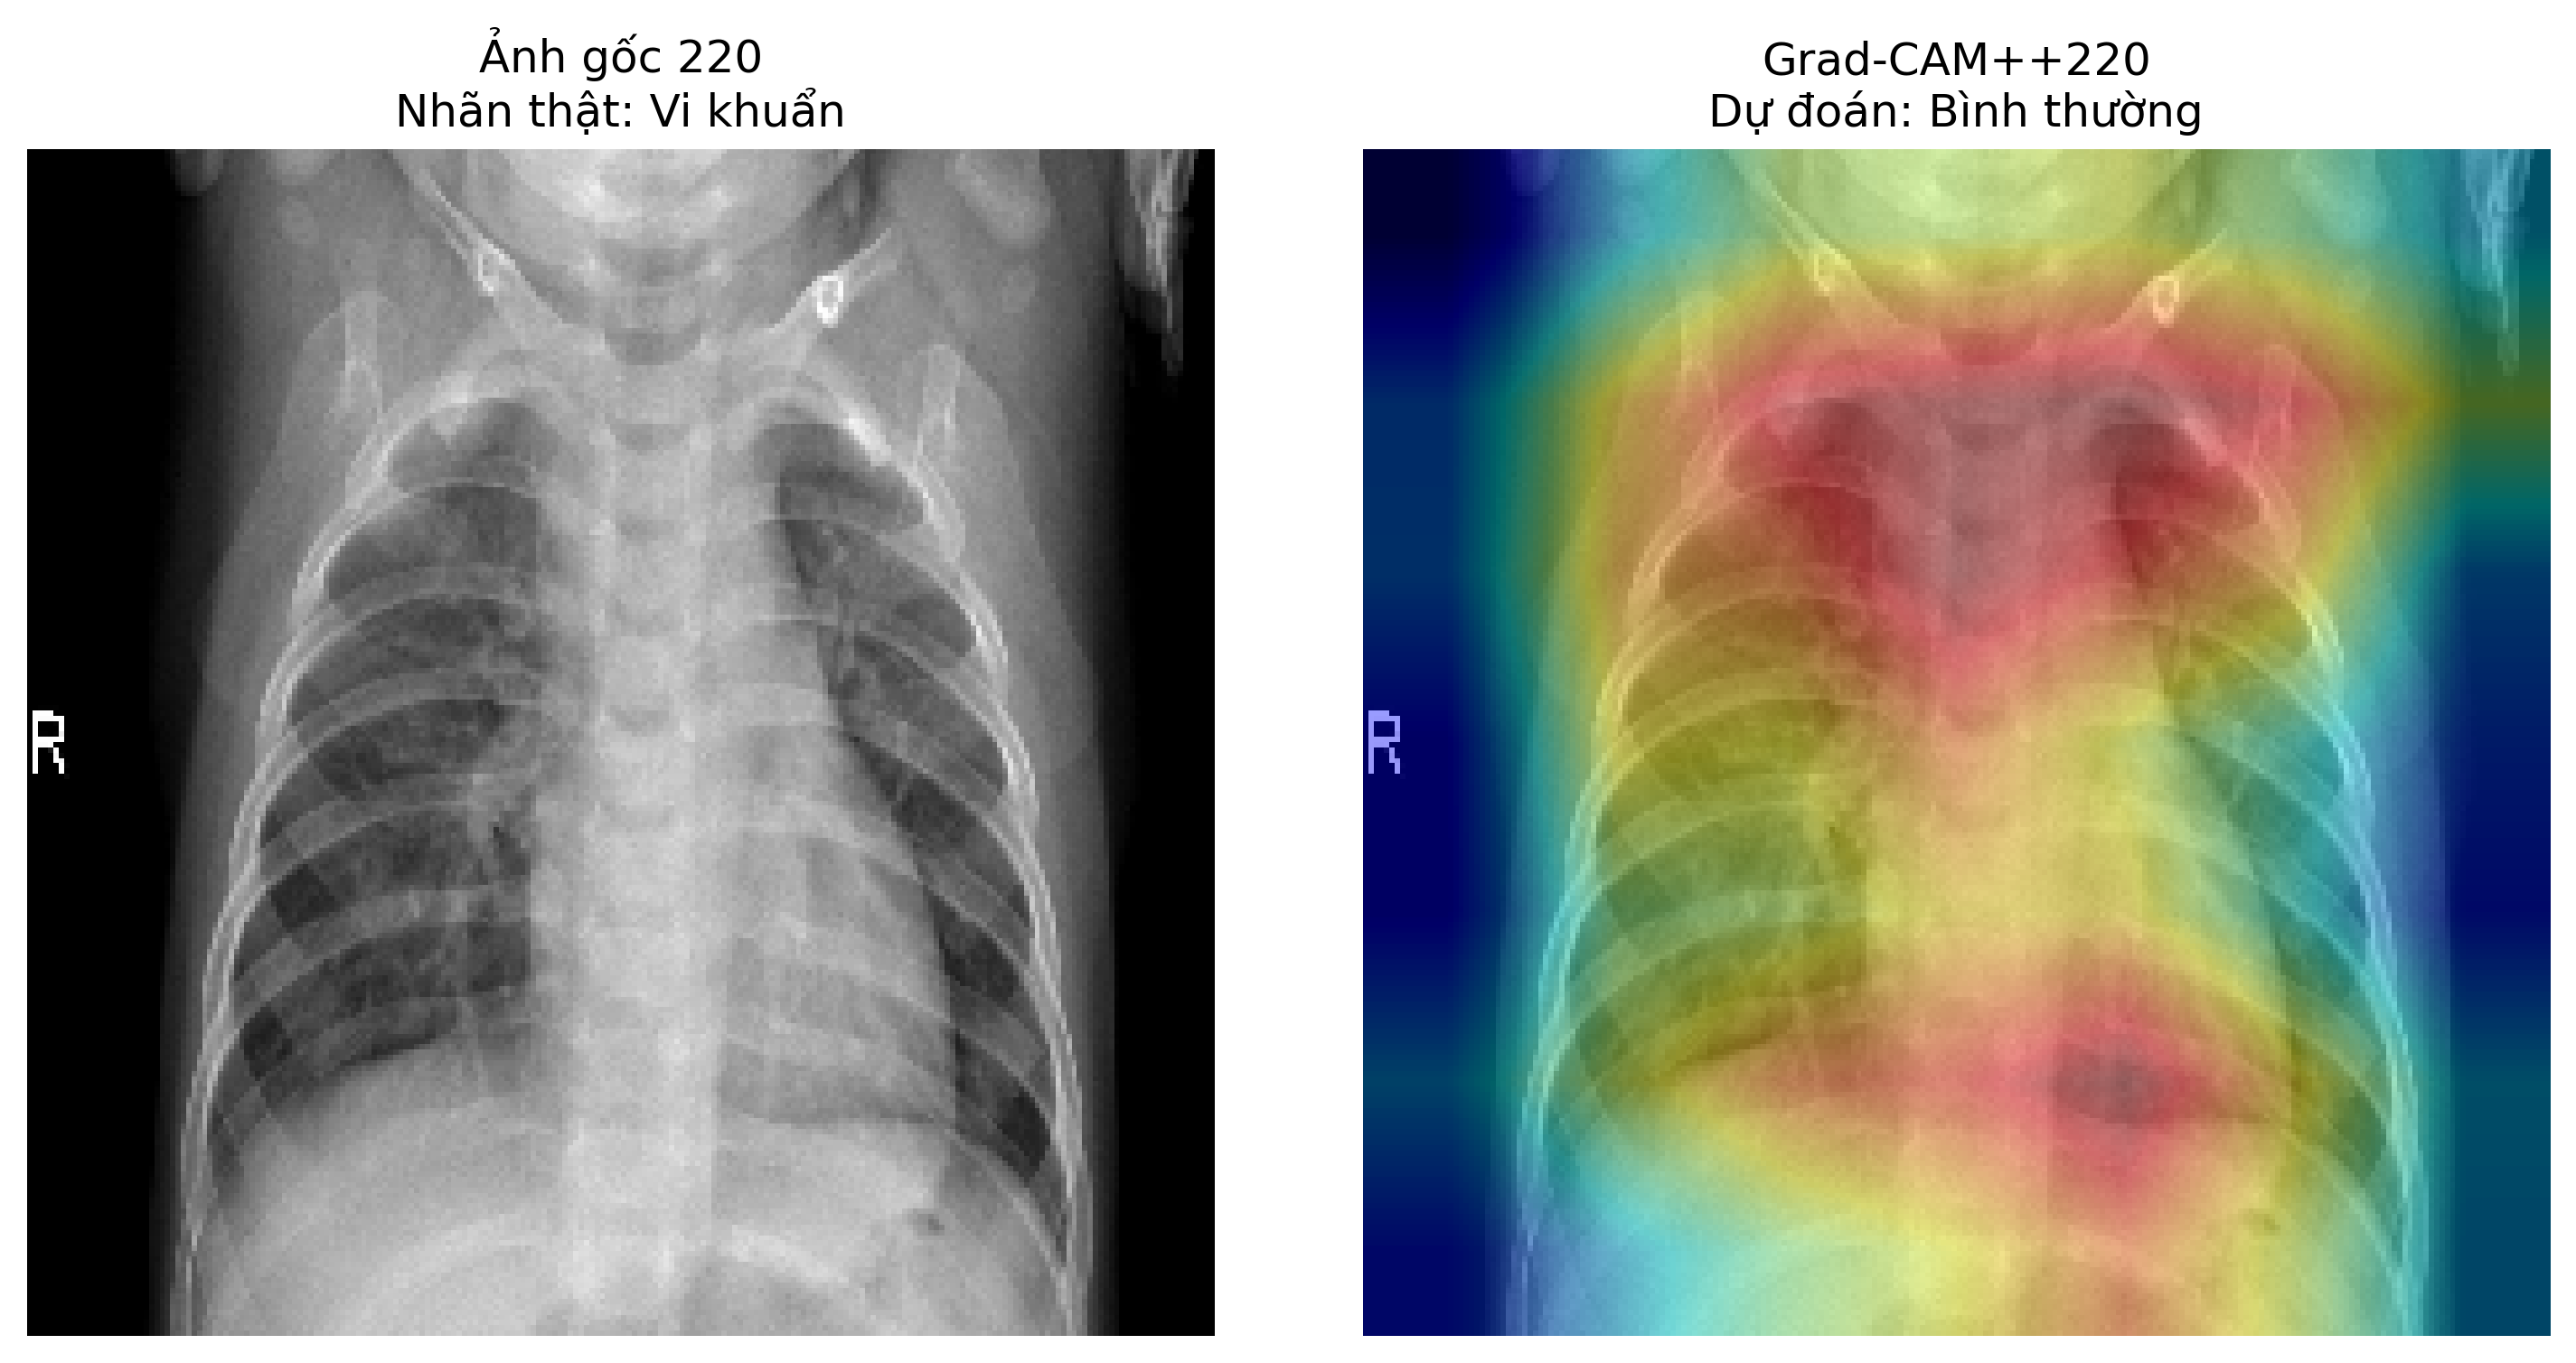 Ảnh gốc 220
Nhãn thật: Vi khuẩn
Grad-CAM++220
Dự đoán: Bình thường
R
R